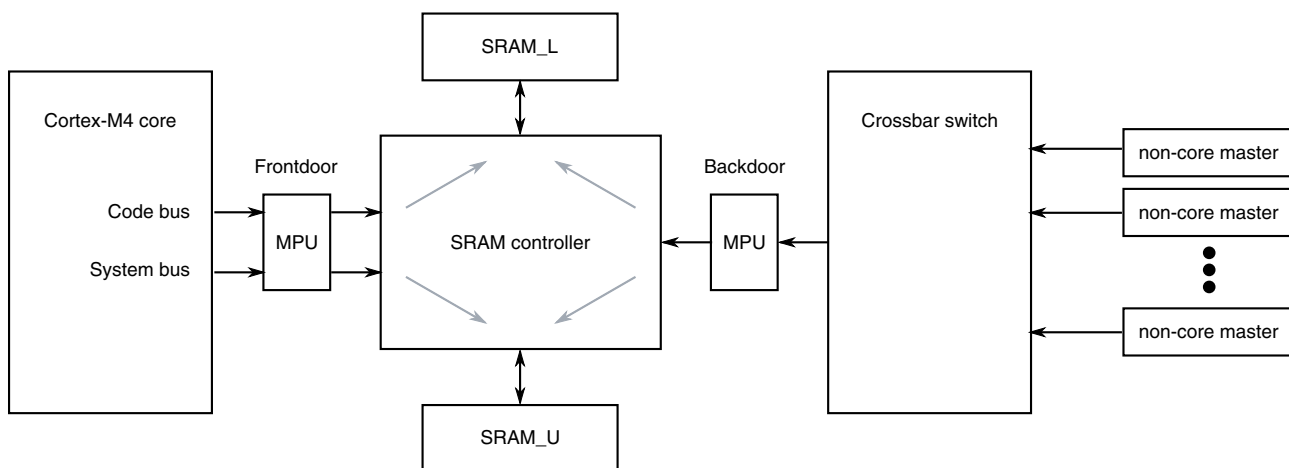 SRAM_L
Cortex-M4 core
Crossbar switch
Frontdoor
Backdoor
non-core master
Code bus
MPU
SRAM controller
MPU
non-core master
System bus
non-core master
SRAM_U